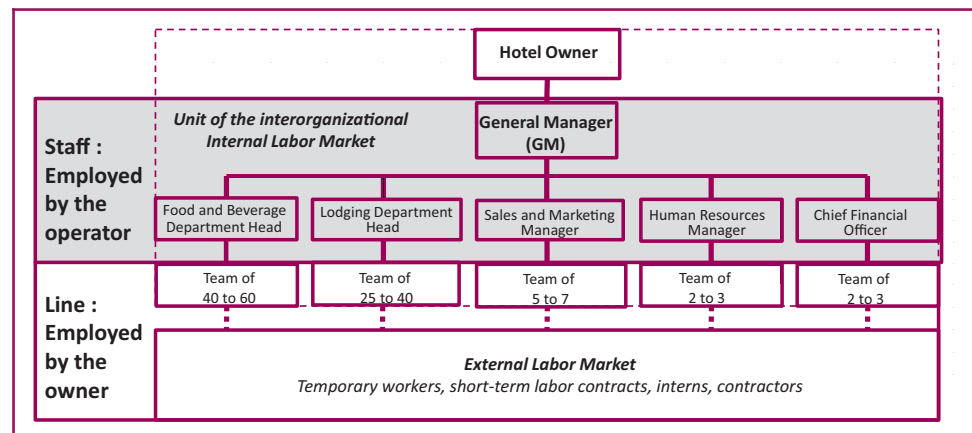 Hotel Owner
Unit of the interorganizational
Internal Labor Market
General Manager
(GM)
Staff :
Employed
by the
operator
Food and Beverage
Department Head
Lodging Department
Head
Sales and Marketing
Manager
Human Resources
Manager
Chief Financial
Officer
Line :
Employed
by the
owner
Team of
40 to 60
Team of
25 to 40
Team of
5 to 7
Team of
2 to 3
Team of
2 to 3
External Labor Market
Temporary workers, short-term labor contracts, interns, contractors